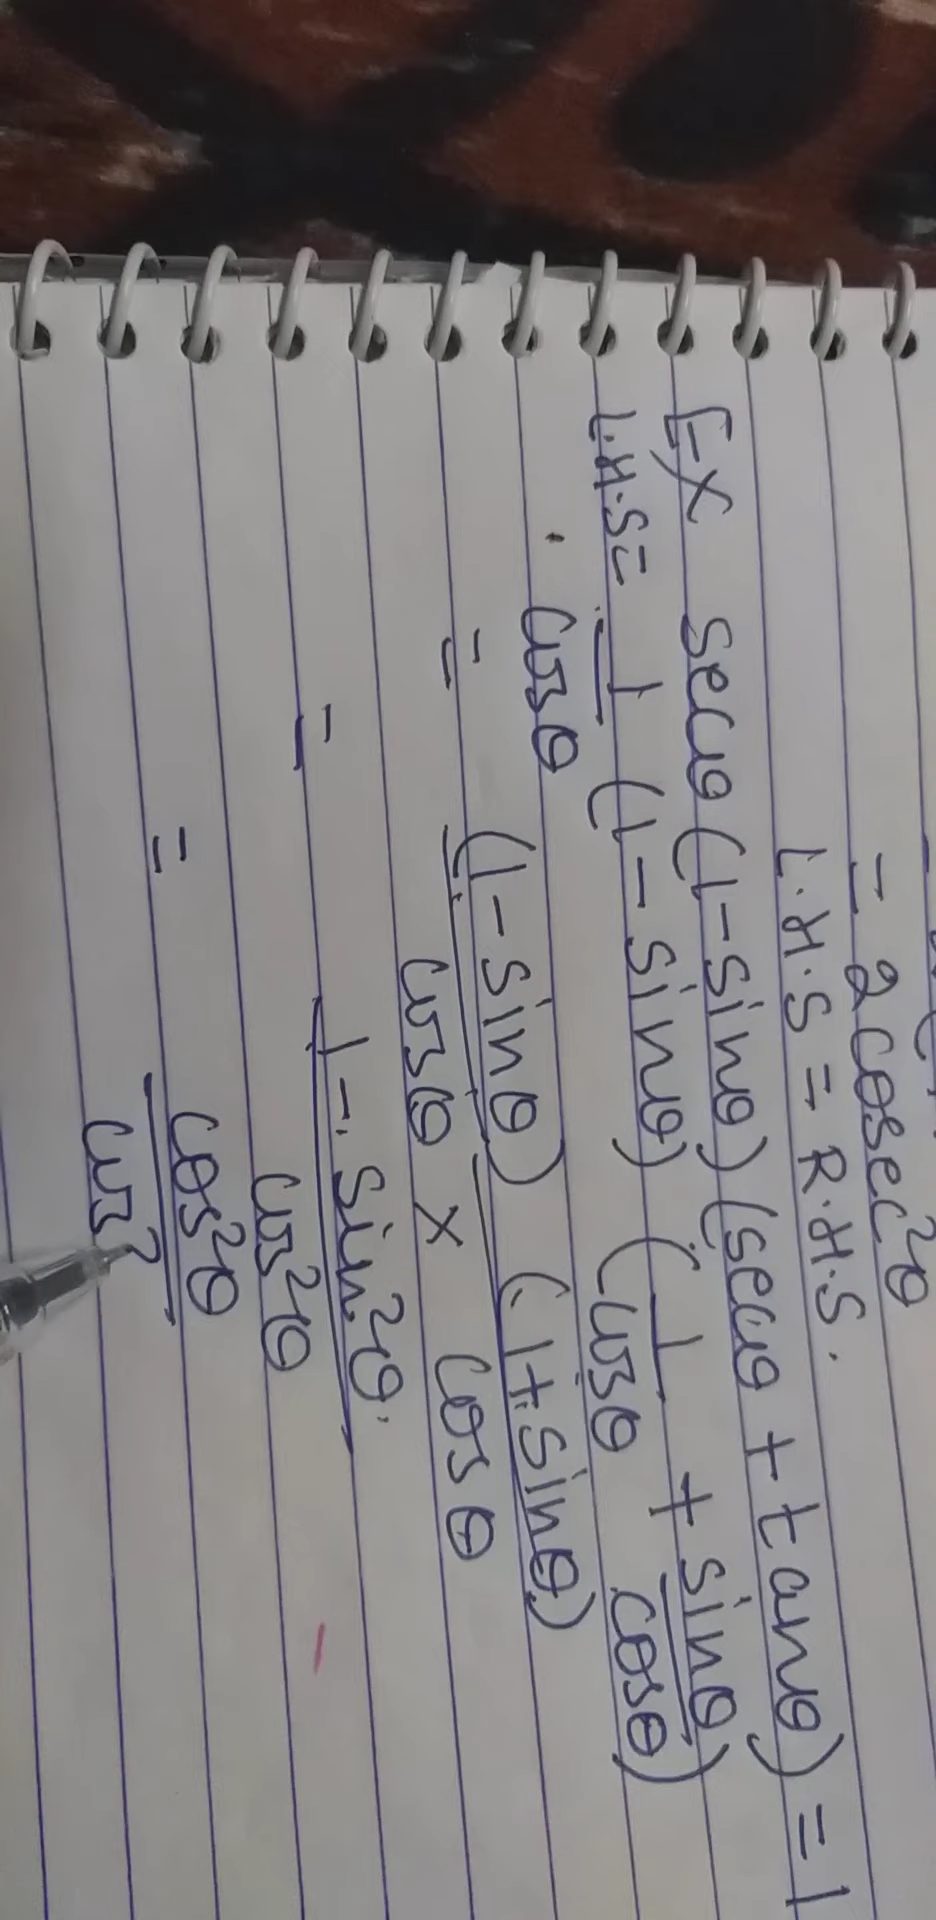 = 2cosec²θ
L.H.S = R.H.S.
Ex secθ(1-sinθ)(secθ + tanθ) = 1
L.H.S = 1/cosθ (1 - sinθ) (1/cosθ + sinθ/cosθ)
= (1-sinθ)/cosθ × (1+sinθ)/cosθ
= 1-sin²θ/cos²θ
= cos²θ/cos²